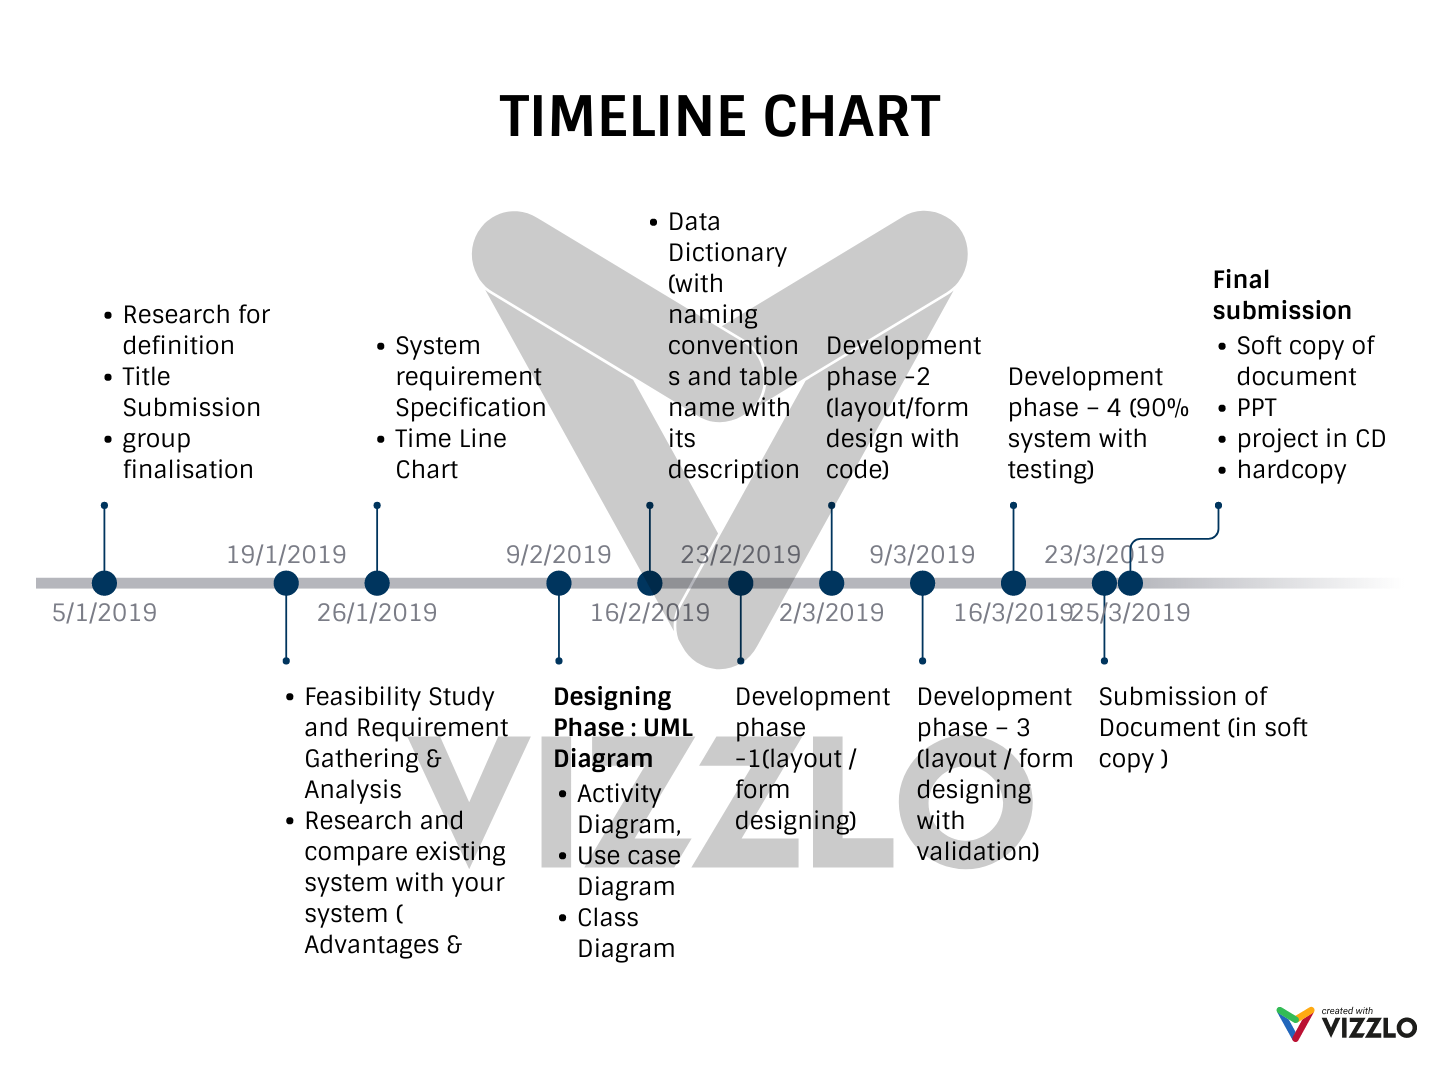 TIMELINE CHART
• Research for
definition
• Title
Submission
• group
finalisation
5/1/2019
19/1/2019
• Feasibility Study
and Requirement
Gathering &
Analysis
• Research and
compare existing
system with your
system (
Advantages &
• System
requirement
Specification
• Time Line
Chart
26/1/2019
9/2/2019
Designing
Phase : UML
Diagram
• Activity
Diagram,
• Use case
Diagram
• Class
Diagram
• Data
Dictionary
(with
naming
convention
s and table
name with
its
description
16/2/2019
23/2/2019
Development
phase
-1(layout /
form
designing)
Development
phase -2
(layout/form
design with
code)
2/3/2019
9/3/2019
Development
phase – 3
(layout / form
designing
with
validation)
Development
phase – 4 (90%
system with
testing)
16/3/2019
23/3/2019
Submission of
Document (in soft
copy )
Final
submission
• Soft copy of
document
• PPT
• project in CD
• hardcopy
25/3/2019
VIZZLO
created with
VIZZLO